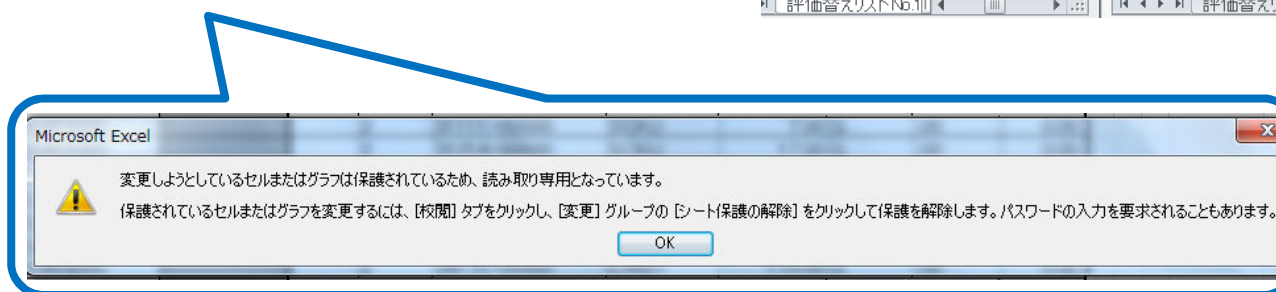 評価替えリストNo.1
評価替えリ
Microsoft Excel
変更しようとしているセルまたはグラフは保護されているため、読み取り専用となっています。
保護されているセルまたはグラフを変更するには、[校閲] タブをクリックし、[変更] グループの [シート保護の解除] をクリックして保護を解除します。パスワードの入力を要求されることもあります。
OK